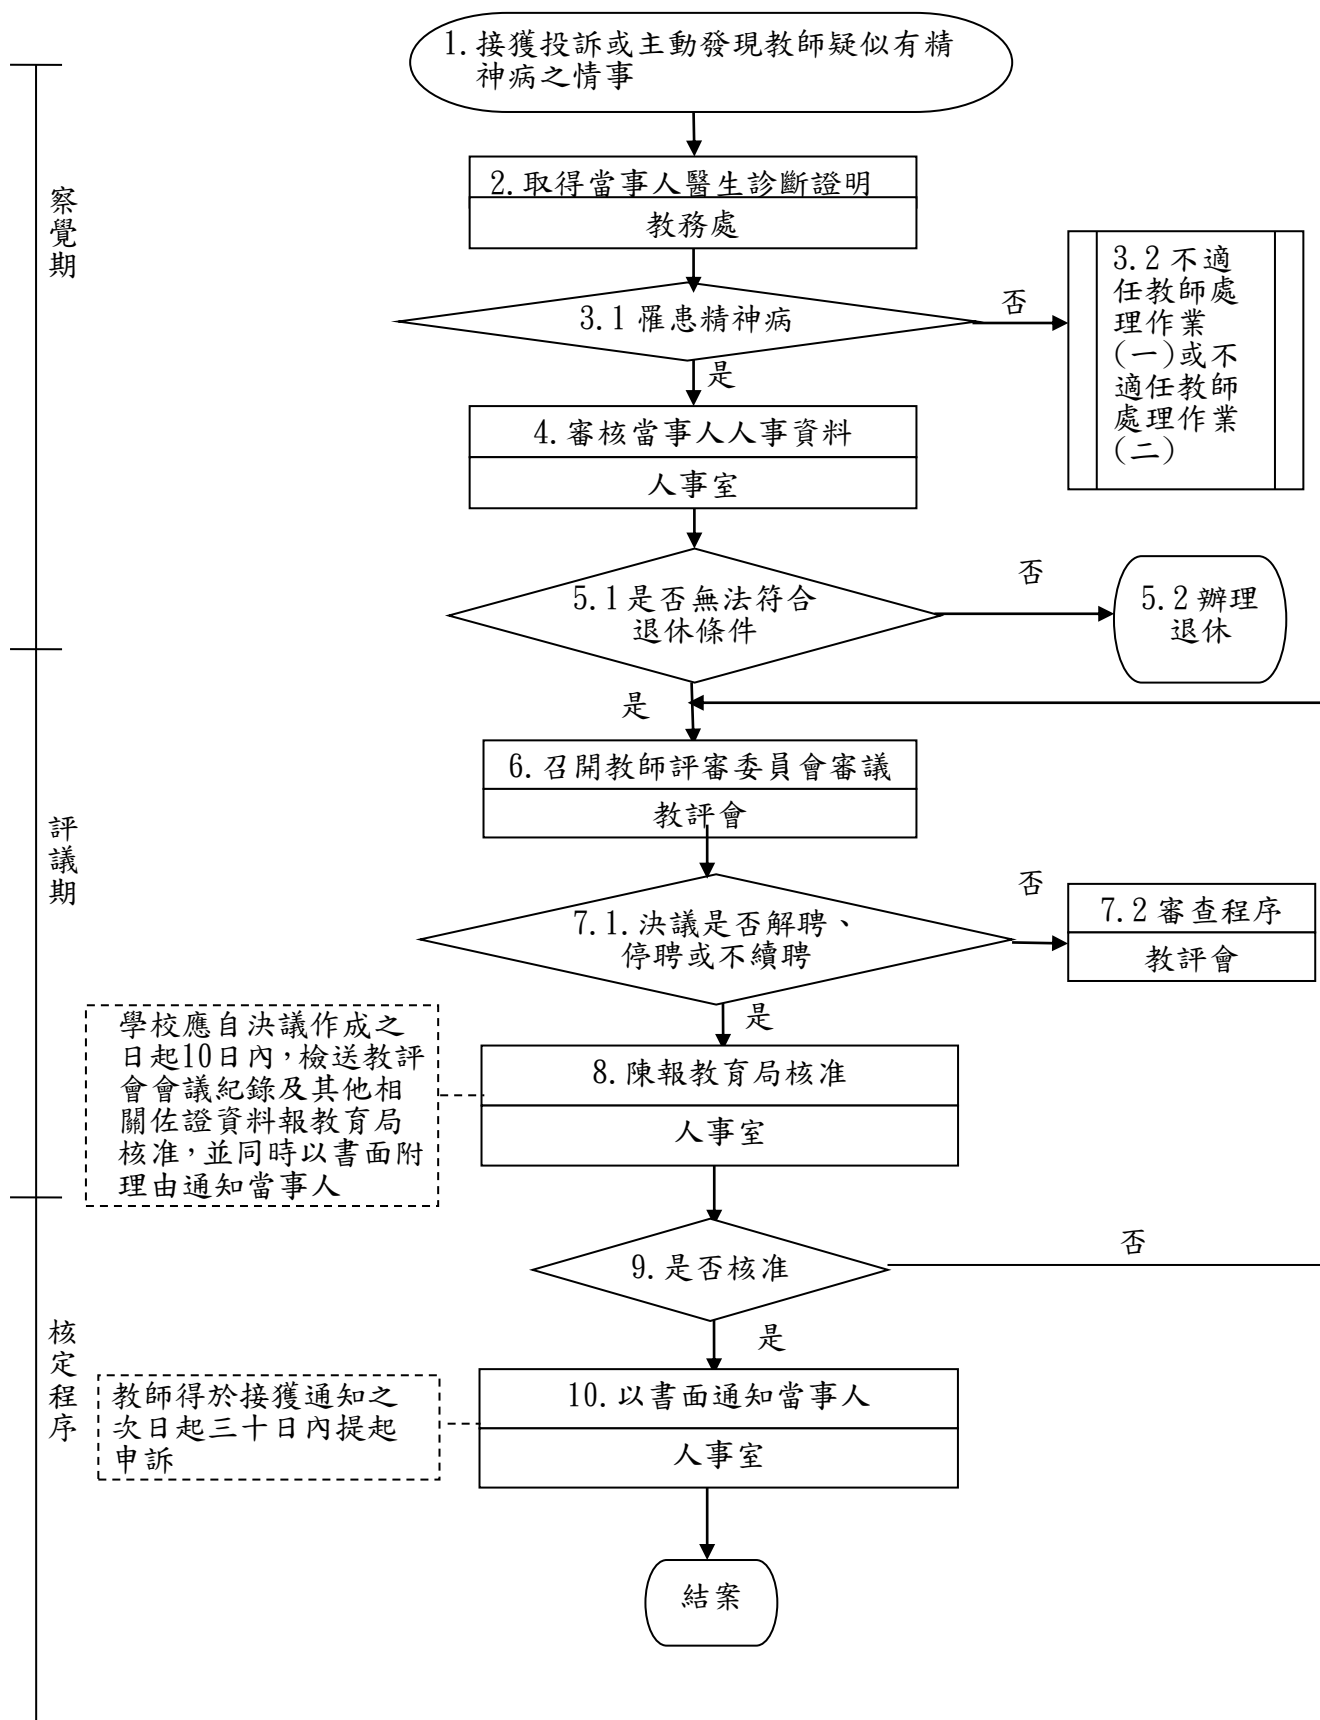 1.接獲投訴或主動發現教師疑似有精
神病之情事
察覺期
2.取得當事人醫生診斷證明
教務處
3.1罹患精神病
否
3.2不適
任教師處
理作業
(一)或不
適任教師
處理作業
(二)
是
4.審核當事人人事資料
人事室
5.1是否無法符合
退休條件
否
5.2辦理
退休
是
評議期
6.召開教師評審委員會審議
教評會
7.1.決議是否解聘、
停聘或不續聘
否
7.2審查程序
教評會
是
學校應自決議作成之
日起10日內，檢送教評
會會議紀錄及其他相
關佐證資料報教育局
核准，並同時以書面附
理由通知當事人
8.陳報教育局核准
人事室
核定程序
9.是否核准
否
是
教師得於接獲通知之
次日起三十日內提起
申訴
10.以書面通知當事人
人事室
結案